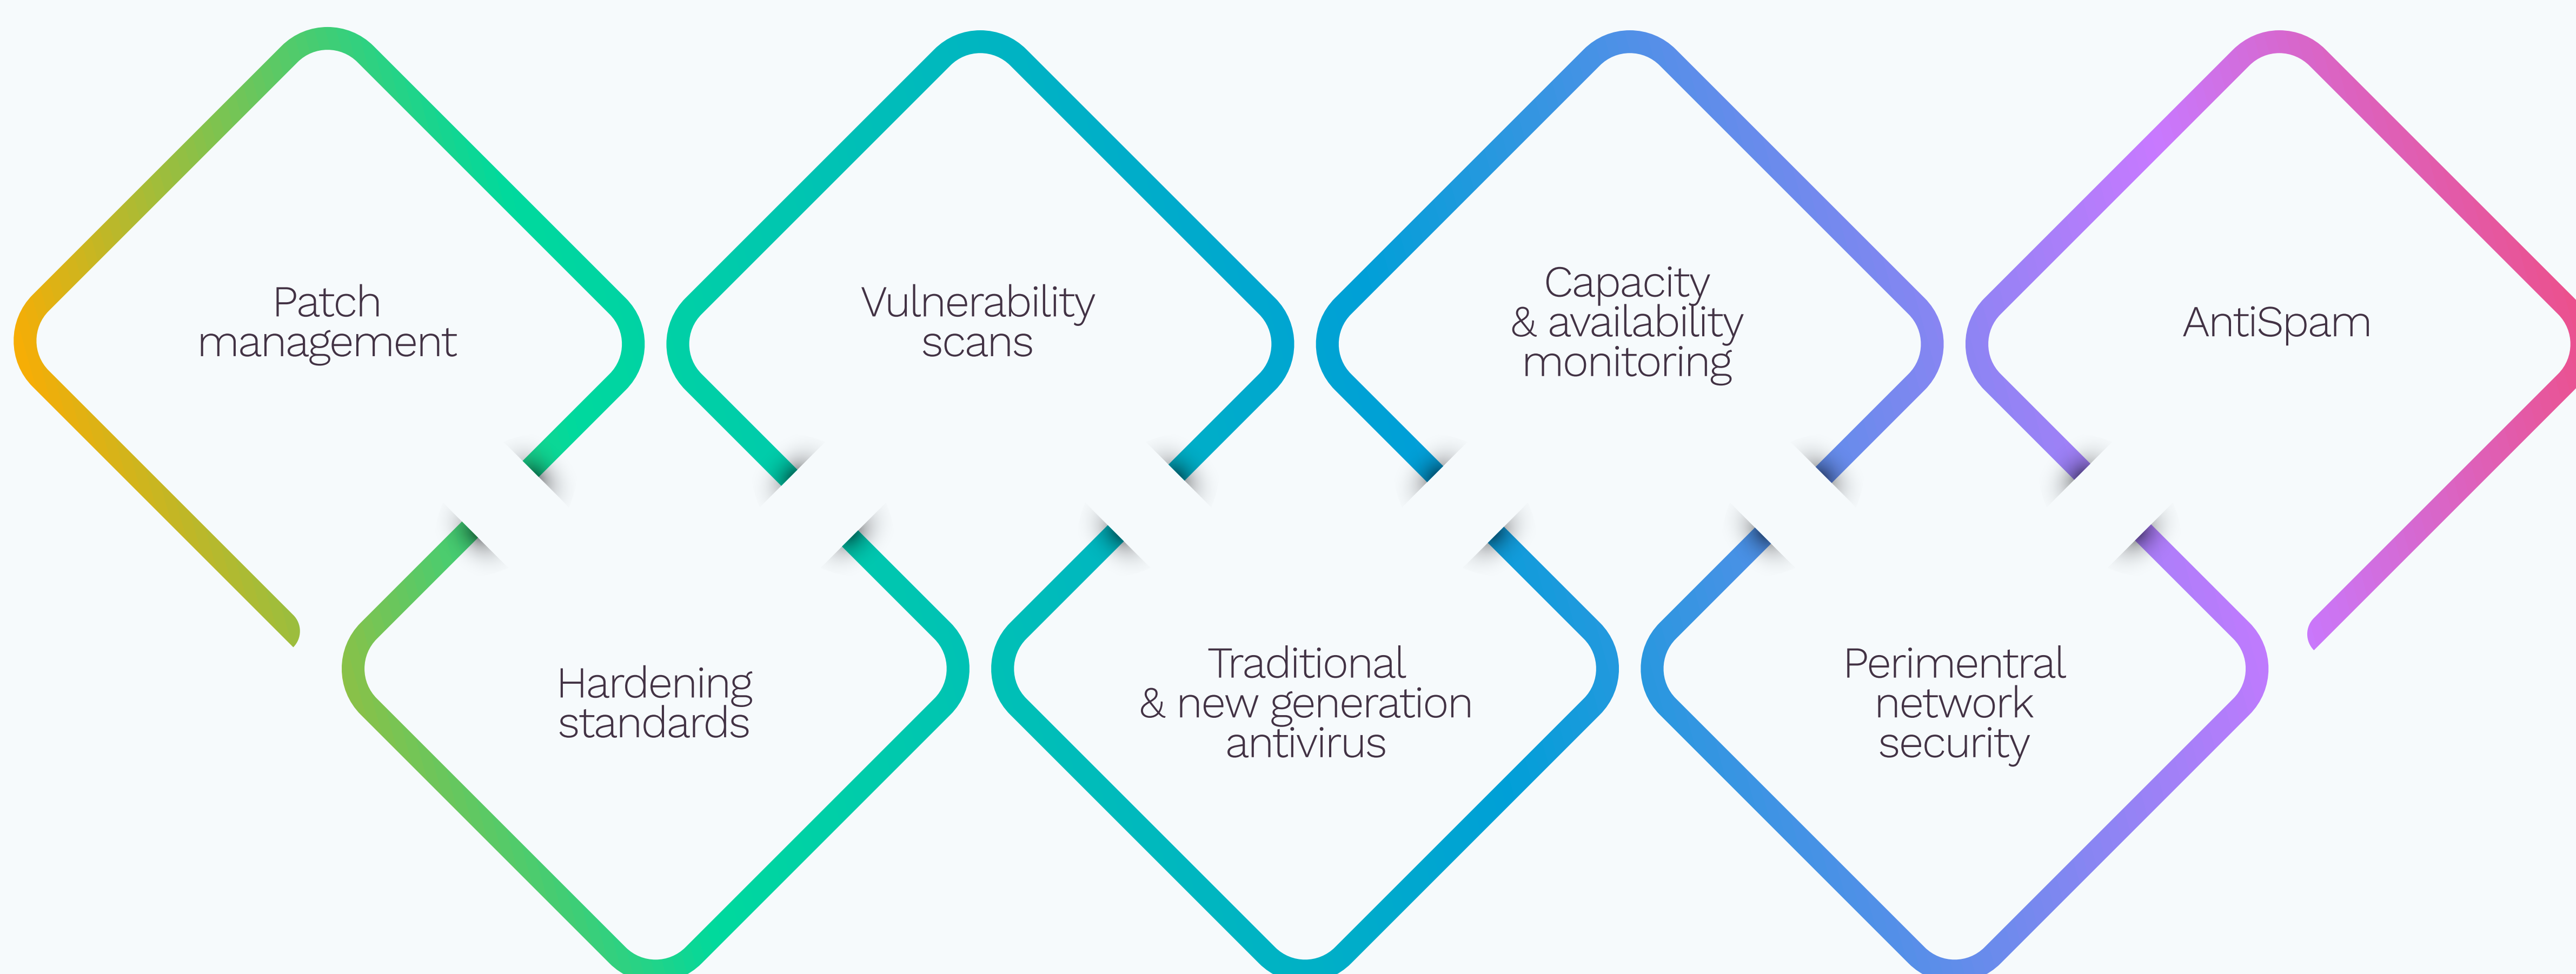 Patch
management
Vulnerability
scans
Capacity
& availability
monitoring
AntiSpam
Hardening
standards
Traditional
& new generation
antivirus
Perimentral
network
security